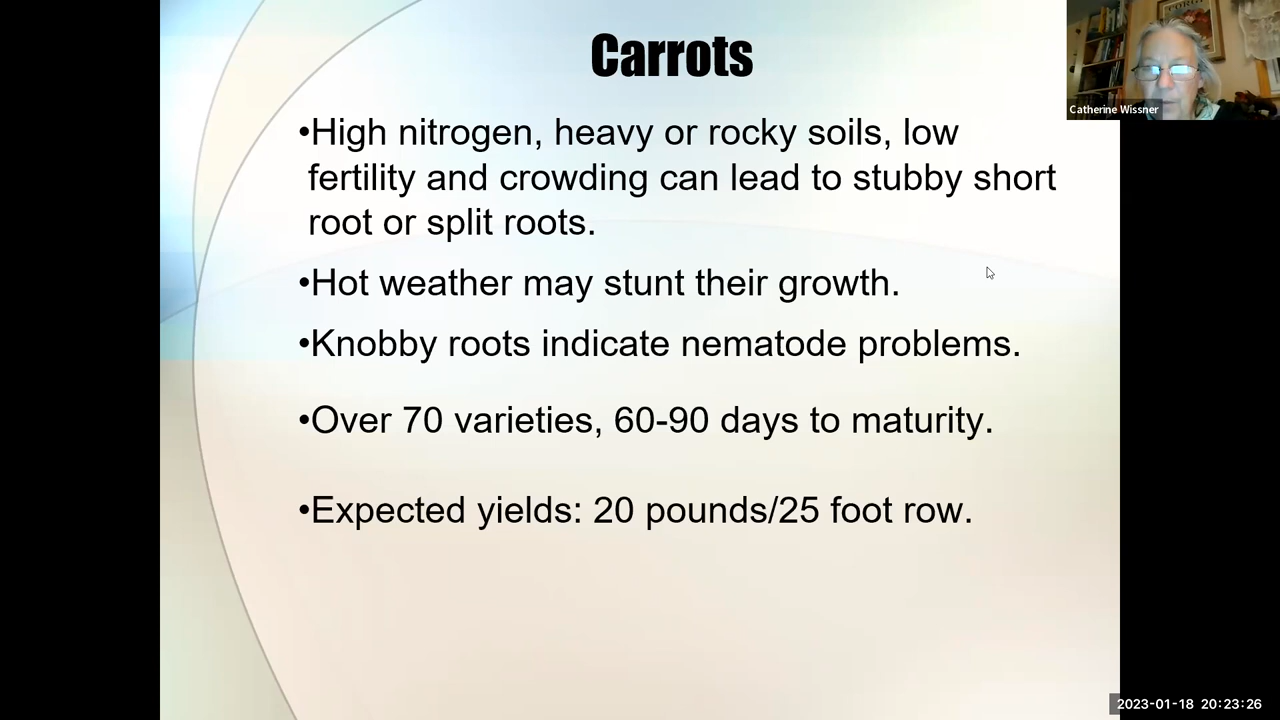 Carrots
•High nitrogen, heavy or rocky soils, low
fertility and crowding can lead to stubby short
root or split roots.
•Hot weather may stunt their growth.
•Knobby roots indicate nematode problems.
•Over 70 varieties, 60-90 days to maturity.
•Expected yields: 20 pounds/25 foot row.
CORGI
Catherine Wissner
2023-01-18 20:23:26